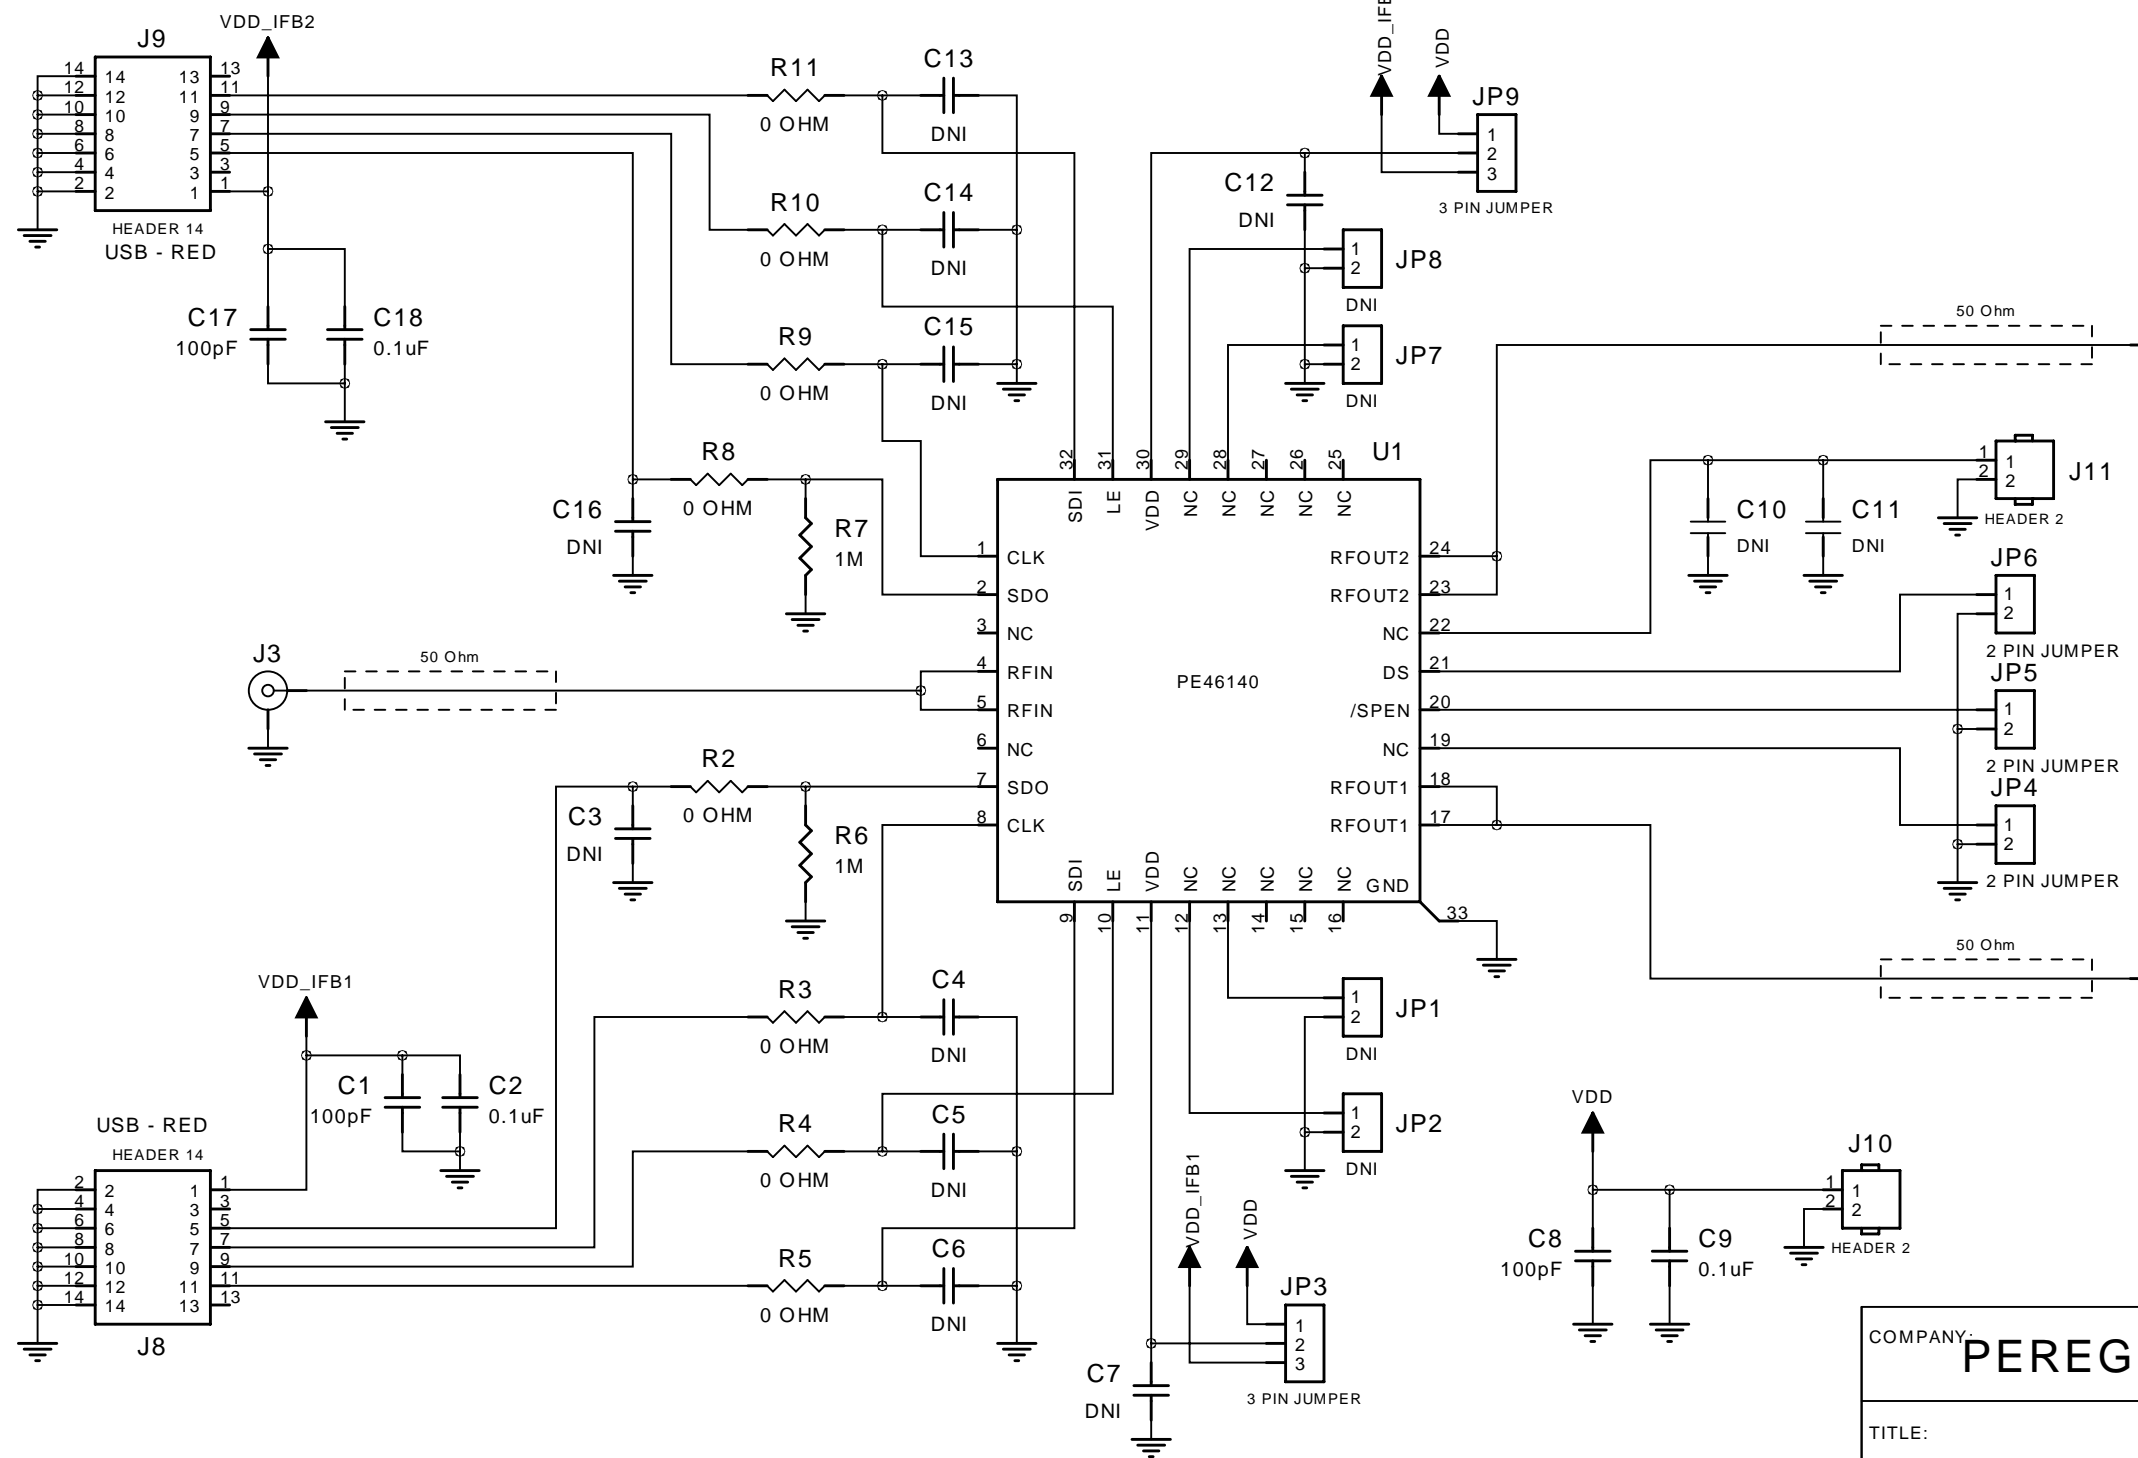 VDD_IFB2
J9
14 14 13 13
12 12 11 11
10 10 9 9
8 8 7 7
6 6 5 5
4 4 3 3
2 2 1 1
HEADER 14
USB - RED
C17
100pF
C18
0.1uF
R11
0 OHM
C13
DNI
R10
0 OHM
C14
DNI
R9
0 OHM
C15
DNI
R8
0 OHM
C16
DNI
R7
1M
VDD
JP9
1
2
3
3 PIN JUMPER
C12
DNI
1
2
JP8
DNI
1
2
JP7
DNI
50 Ohm
U1
32 31 30 29 28 27 26 25
SDI LE VDD NC NC NC NC NC
1 CLK
2 SDO
3 NC
4 RFIN
5 RFIN
6 NC
7 SDO
8 CLK
PE46140
RFOUT2 24
RFOUT2 23
NC 22
DS 21
/SPEN 20
NC 19
RFOUT1 18
RFOUT1 17
SDI LE VDD NC NC NC NC NC GND
9 10 11 12 13 14 15 16 33
1 1
2 2
J11
HEADER 2
C10
DNI
C11
DNI
JP6
1
2
2 PIN JUMPER
JP5
1
2
2 PIN JUMPER
JP4
1
2
2 PIN JUMPER
J3
50 Ohm
R2
0 OHM
C3
DNI
R6
1M
50 Ohm
VDD_IFB1
C1
100pF
C2
0.1uF
USB - RED
HEADER 14
2 2 1 1
4 4 3 3
6 6 5 5
8 8 7 7
10 10 9 9
12 12 11 11
14 14 13 13
J8
R3
0 OHM
C4
DNI
R4
0 OHM
C5
DNI
R5
0 OHM
C6
DNI
1
2
JP1
DNI
1
2
JP2
DNI
VDD_IFB1
VDD
JP3
1
2
3
3 PIN JUMPER
C7
DNI
VDD
J10
1 1
2 2
HEADER 2
C8
100pF
C9
0.1uF
COMPANY:
PEREG
TITLE: